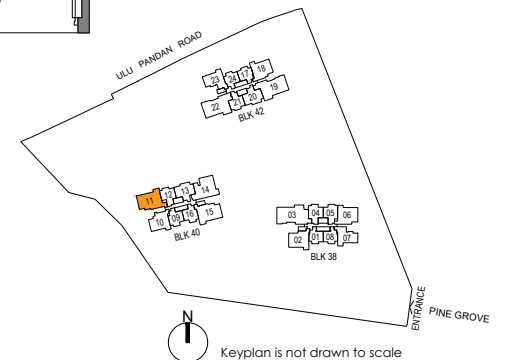 ULU PANDAN ROAD
23 24 17 18
22 21 20 19
BLK 42
11 12 13 14
10 09 16 15
BLK 40
03 04 05 06
02 01 08 07
BLK 38
ENTRANCE
PINE GROVE
N
Keyplan is not drawn to scale